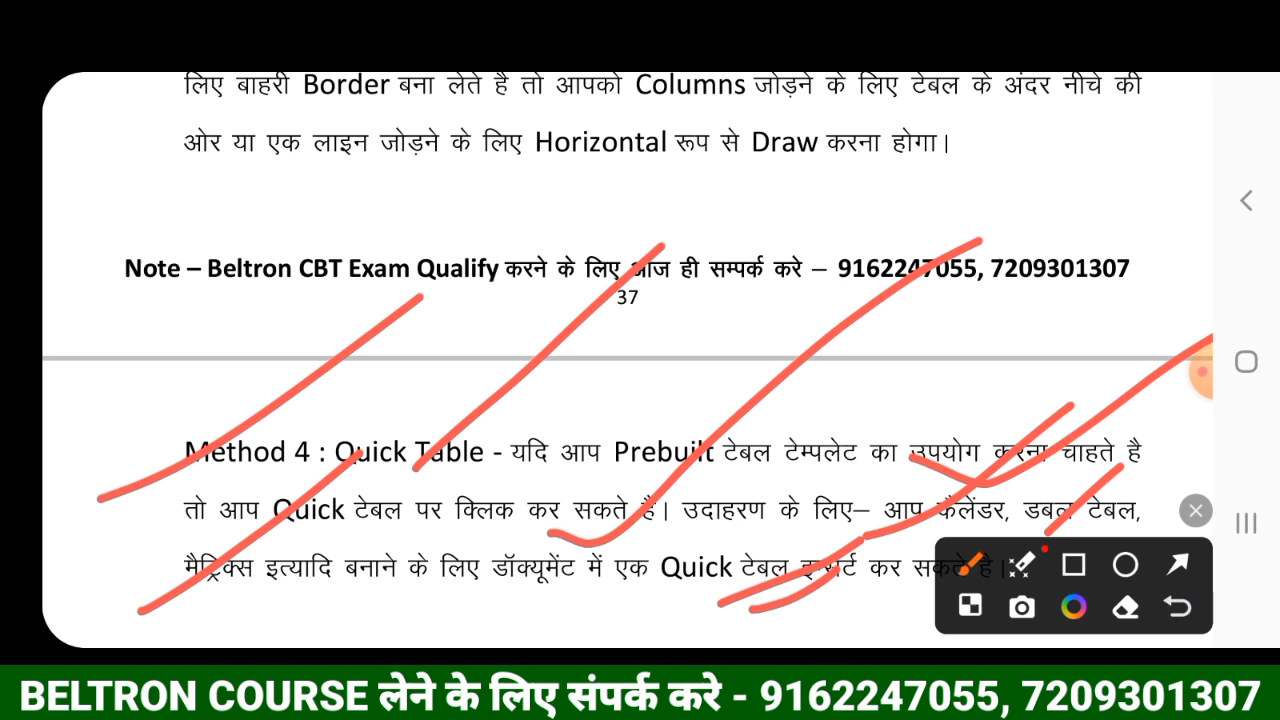 लिए बाहरी Border बना लेते है तो आपको Columns जोड़ने के लिए टेबल के अंदर नीचे की
ओर या एक लाइन जोड़ने के लिए Horizontal रूप से Draw करना होगा।
Note – Beltron CBT Exam Qualify करने के लिए आज ही सम्पर्क करे – 9162247055, 7209301307
37
Method 4 : Quick Table - यदि आप Prebuilt टेबल टेम्पलेट का उपयोग करना चाहते है
तो आप Quick टेबल पर क्लिक कर सकते है। उदाहरण के लिए– आप कैलेंडर, डबल टेबल,
मैट्रिक्स इत्यादि बनाने के लिए डॉक्यूमेंट में एक Quick टेबल इन्सर्ट कर सकते है।
BELTRON COURSE लेने के लिए संपर्क करे - 9162247055, 7209301307